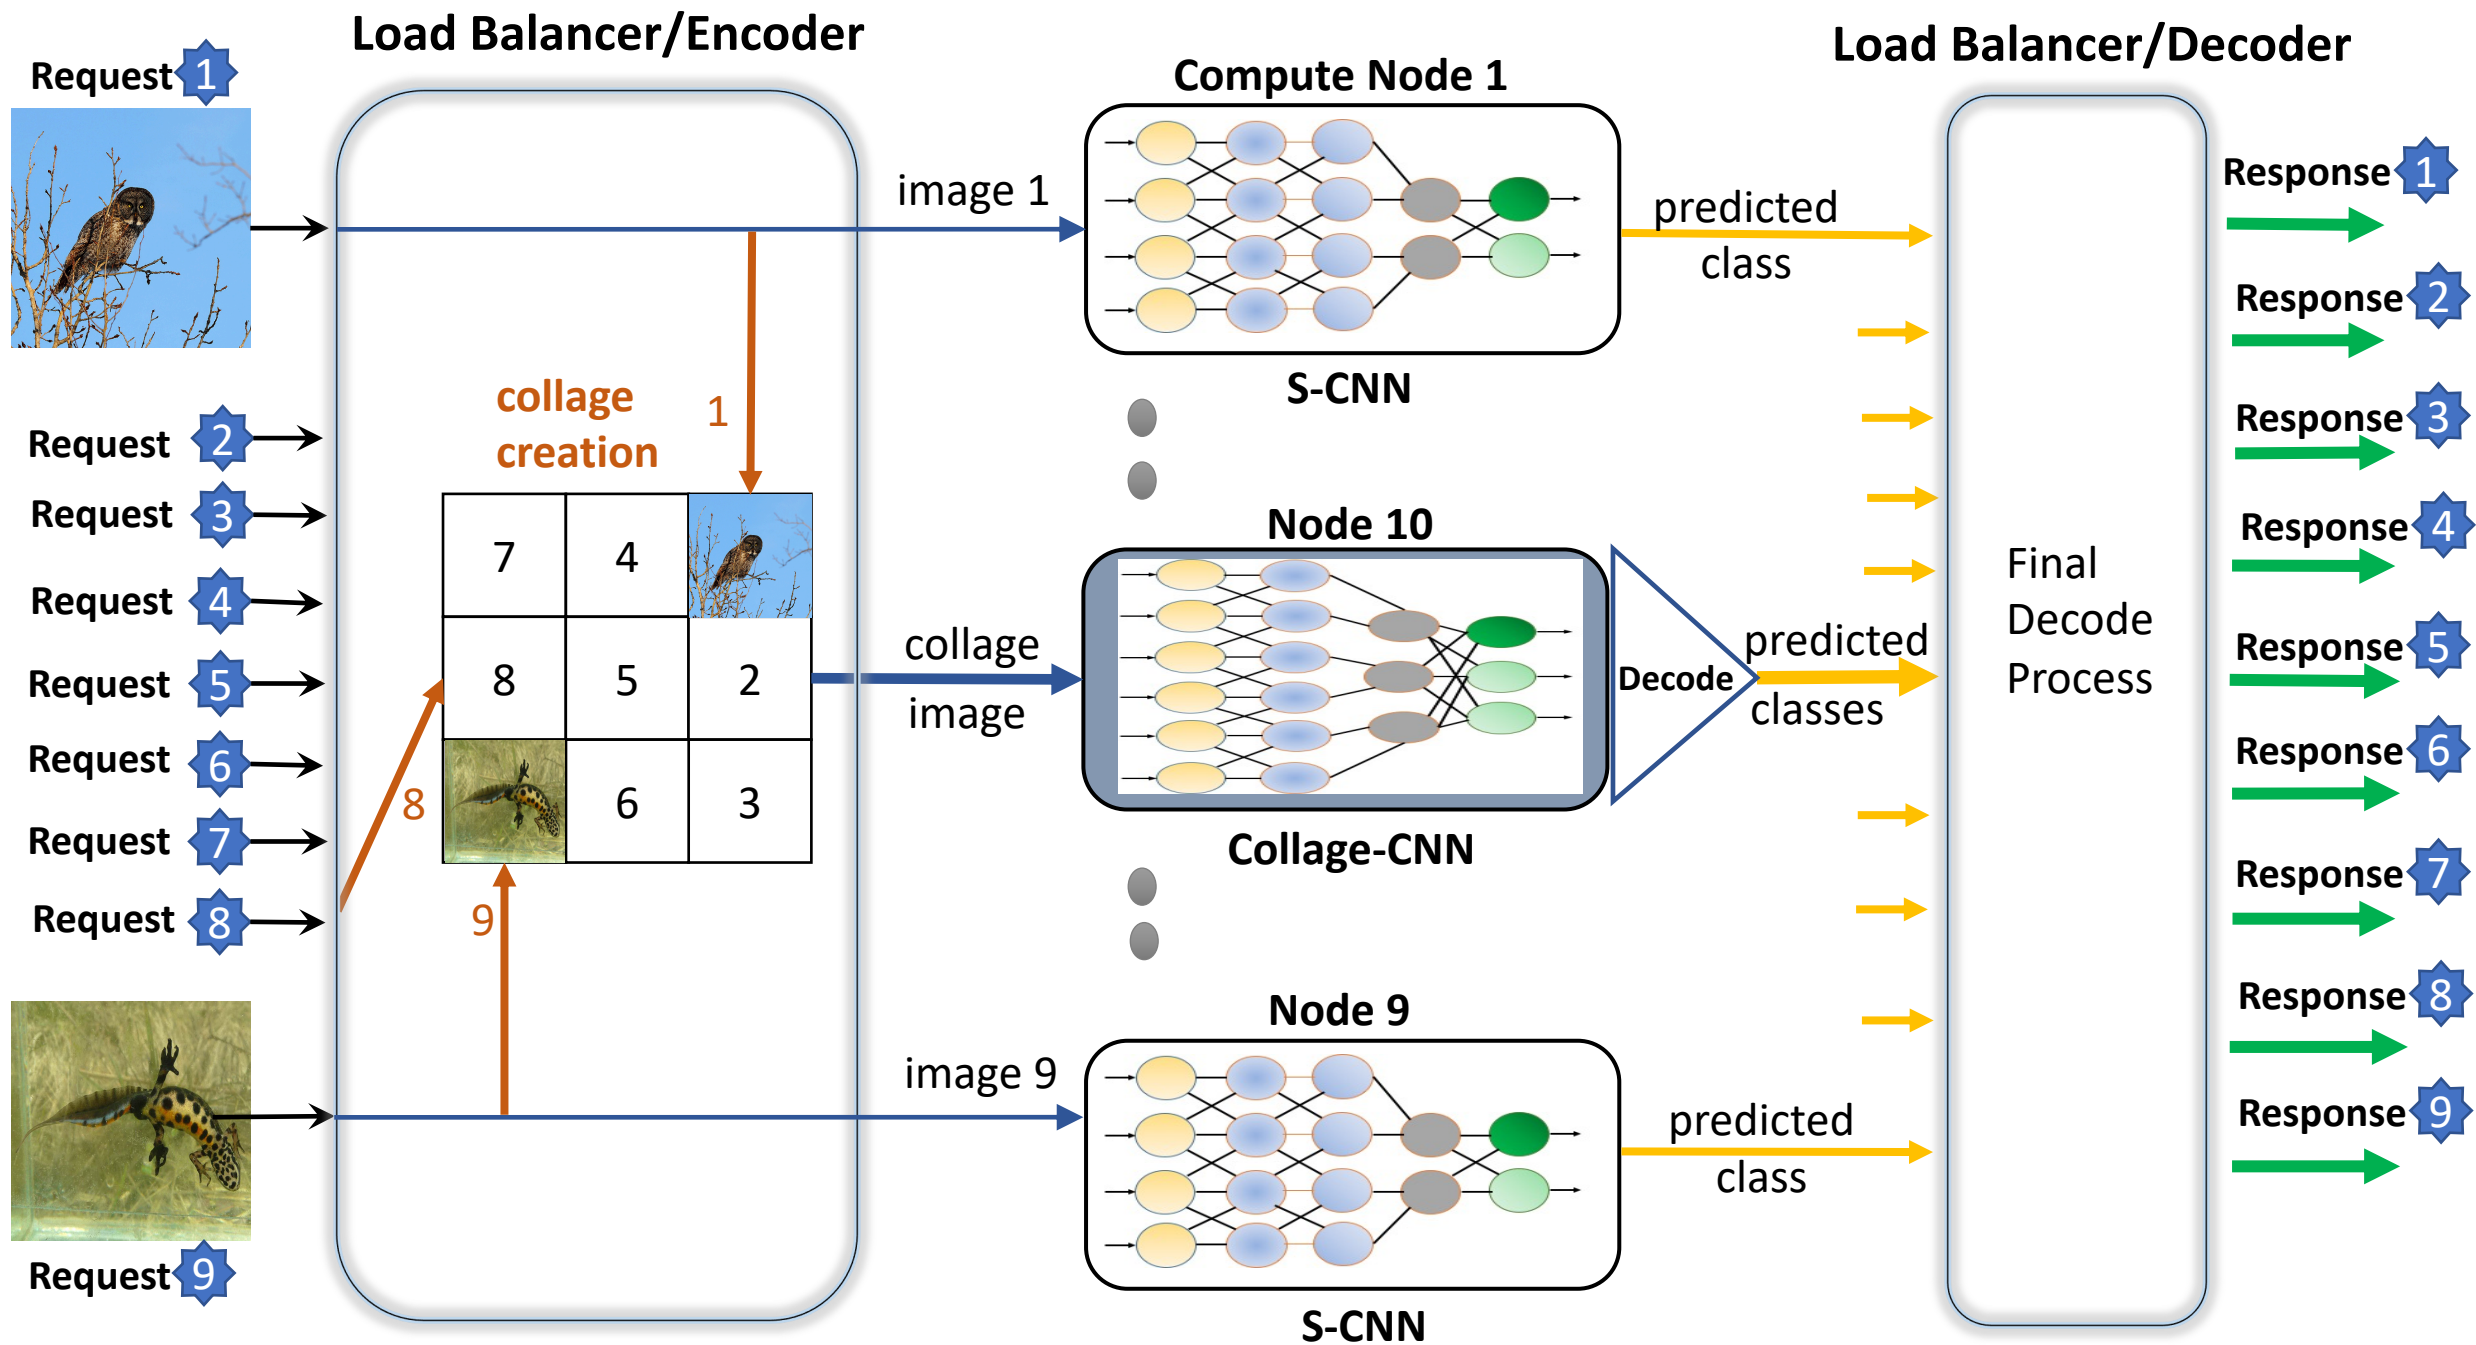 Load Balancer/Encoder
Load Balancer/Decoder
Request 1
Request 2
Request 3
Request 4
Request 5
Request 6
Request 7
Request 8
Request 9
collage
creation
1
7 4
8 5 2
6 3
8
9
image 1
collage
image
image 9
Compute Node 1
S-CNN
Node 10
Collage-CNN
Node 9
S-CNN
Decode
predicted
class
predicted
classes
predicted
class
Final
Decode
Process
Response 1
Response 2
Response 3
Response 4
Response 5
Response 6
Response 7
Response 8
Response 9